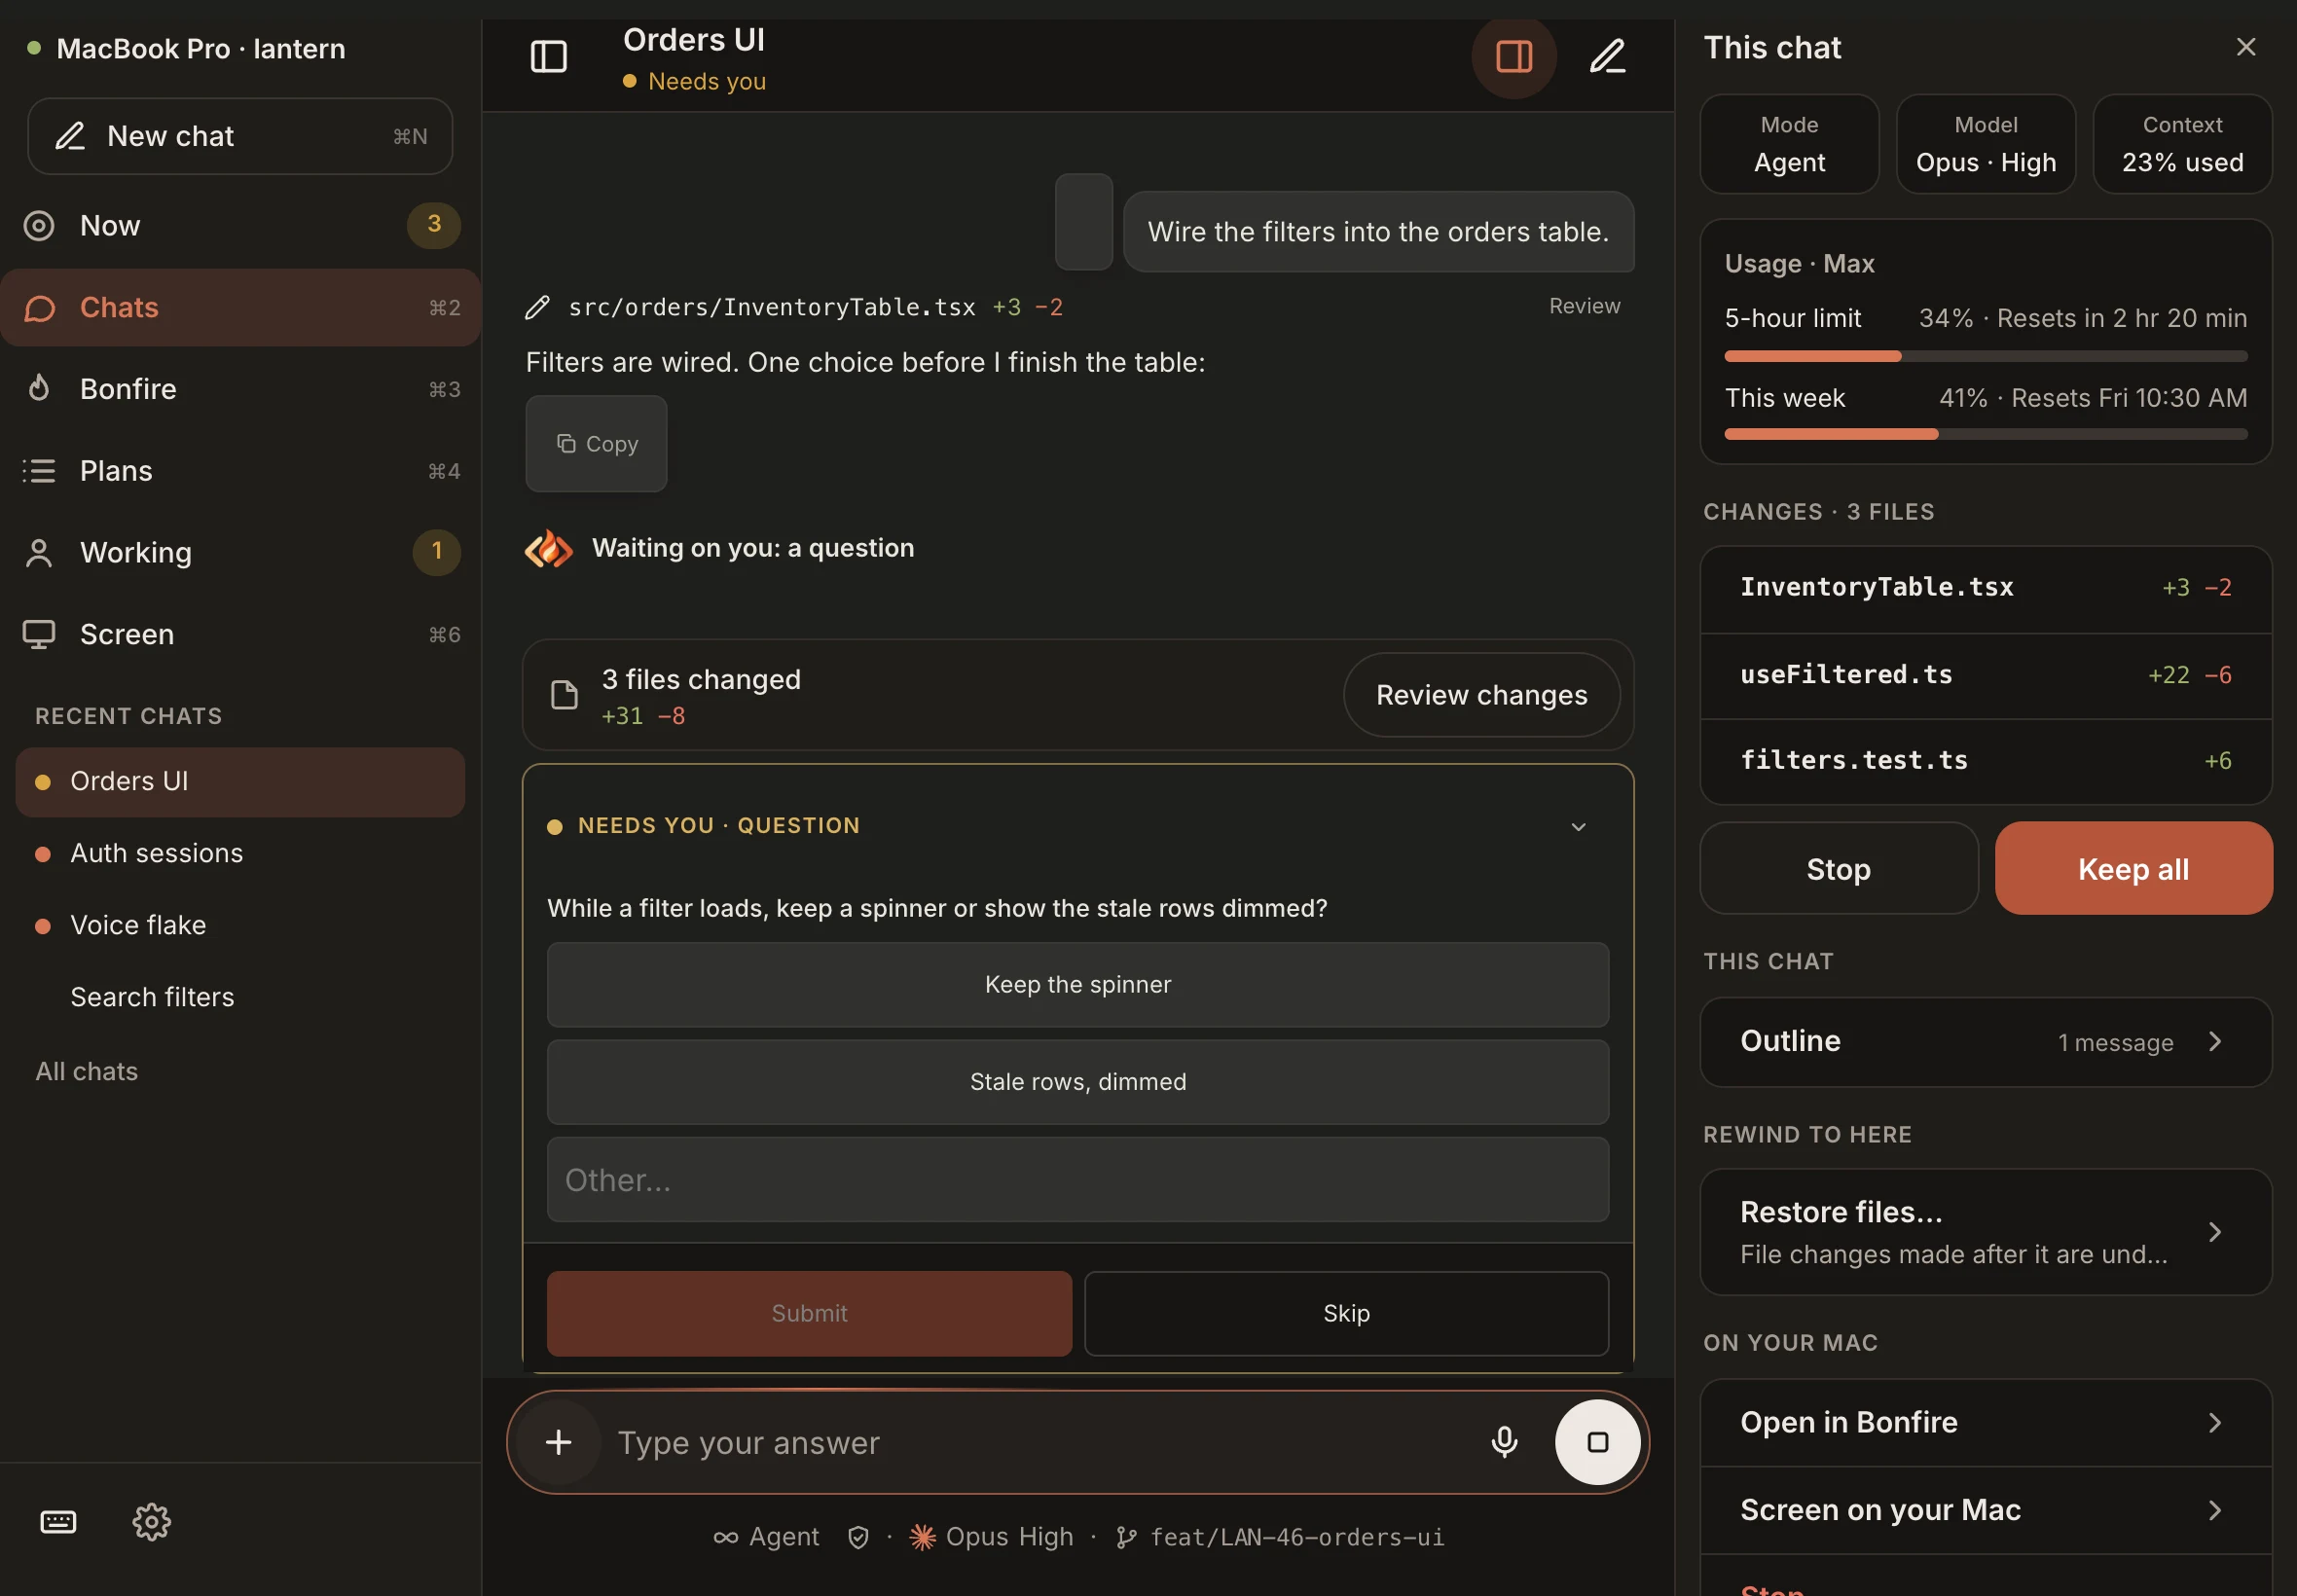 MacBook Pro · lantern
New chat ⌘N
Now 3
Chats ⌘2
Bonfire ⌘3
Plans ⌘4
Working 1
Screen ⌘6
RECENT CHATS
Orders UI
Auth sessions
Voice flake
Search filters
All chats
Orders UI
Needs you
Wire the filters into the orders table.
src/orders/InventoryTable.tsx +3 −2 Review
Filters are wired. One choice before I finish the table:
Copy
Waiting on you: a question
3 files changed
+31 −8
Review changes
NEEDS YOU · QUESTION
While a filter loads, keep a spinner or show the stale rows dimmed?
Keep the spinner
Stale rows, dimmed
Other...
Submit Skip
Type your answer
Agent · Opus High · feat/LAN-46-orders-ui
This chat
Mode Model Context
Agent Opus · High 23% used
Usage · Max
5-hour limit 34% · Resets in 2 hr 20 min
This week 41% · Resets Fri 10:30 AM
CHANGES · 3 FILES
InventoryTable.tsx +3 −2
useFiltered.ts +22 −6
filters.test.ts +6
Stop Keep all
THIS CHAT
Outline 1 message
REWIND TO HERE
Restore files...
File changes made after it are und...
ON YOUR MAC
Open in Bonfire
Screen on your Mac
Stop